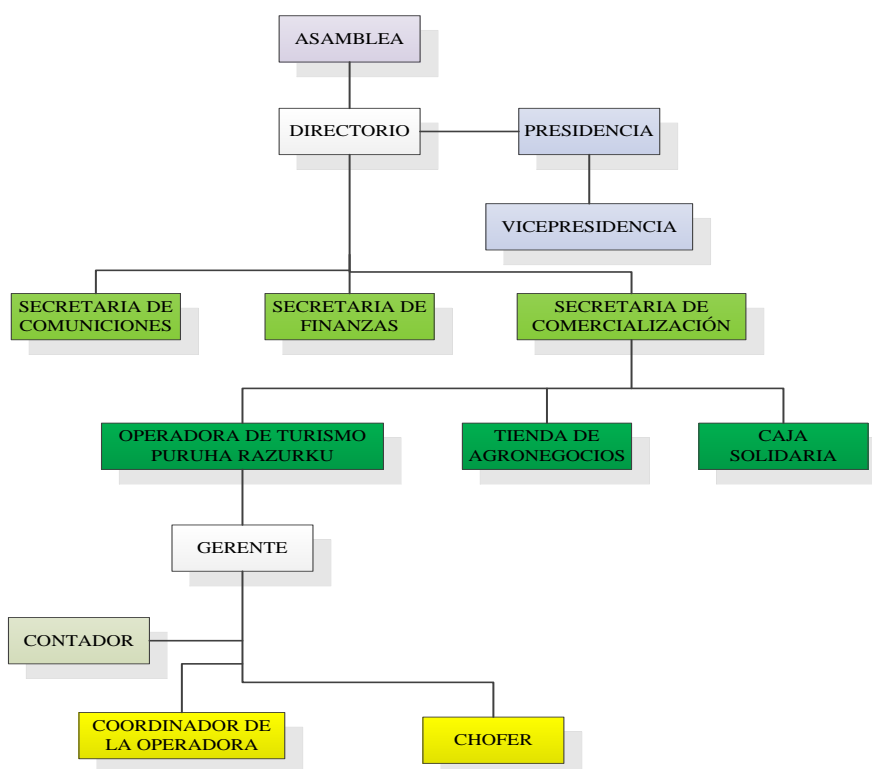 ASAMBLEA
DIRECTORIO
PRESIDENCIA
VICEPRESIDENCIA
SECRETARIA DE
COMUNICIONES
SECRETARIA DE
FINANZAS
SECRETARIA DE
COMERCIALIZACIÓN
OPERADORA DE TURISMO
PURUHA RAZURKU
TIENDA DE
AGRONEGOCIOS
CAJA
SOLIDARIA
GERENTE
CONTADOR
COORDINADOR DE
LA OPERADORA
CHOFER